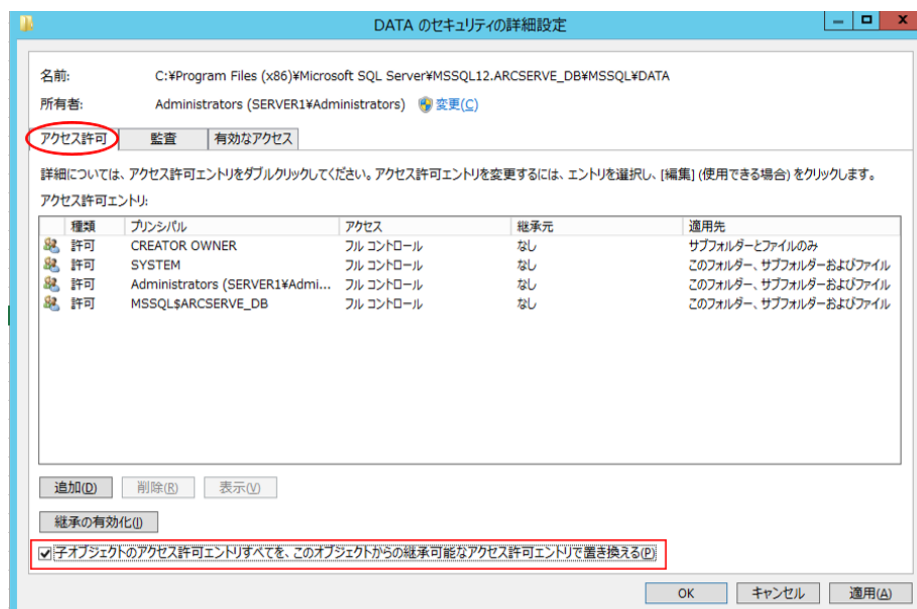 DATA のセキュリティの詳細設定
名前: C:¥Program Files (x86)¥Microsoft SQL Server¥MSSQL12.ARCSERVE_DB¥MSSQL¥DATA
所有者: Administrators (SERVER1¥Administrators) 変更(C)
アクセス許可 監査 有効なアクセス
詳細については、アクセス許可エントリをダブルクリックしてください。アクセス許可エントリを変更するには、エントリを選択し、[編集] (使用できる場合) をクリックします。
アクセス許可エントリ:
種類 プリンシパル アクセス 継承元 適用先
許可 CREATOR OWNER フル コントロール なし サブフォルダーとファイルのみ
許可 SYSTEM フル コントロール なし このフォルダー、サブフォルダーおよびファイル
許可 Administrators (SERVER1¥Admi... フル コントロール なし このフォルダー、サブフォルダーおよびファイル
許可 MSSQL$ARCSERVE_DB フル コントロール なし このフォルダー、サブフォルダーおよびファイル
追加(D) 削除(R) 表示(V)
継承の有効化(I)
子オブジェクトのアクセス許可エントリすべてを、このオブジェクトからの継承可能なアクセス許可エントリで置き換える(P)
OK キャンセル 適用(A)